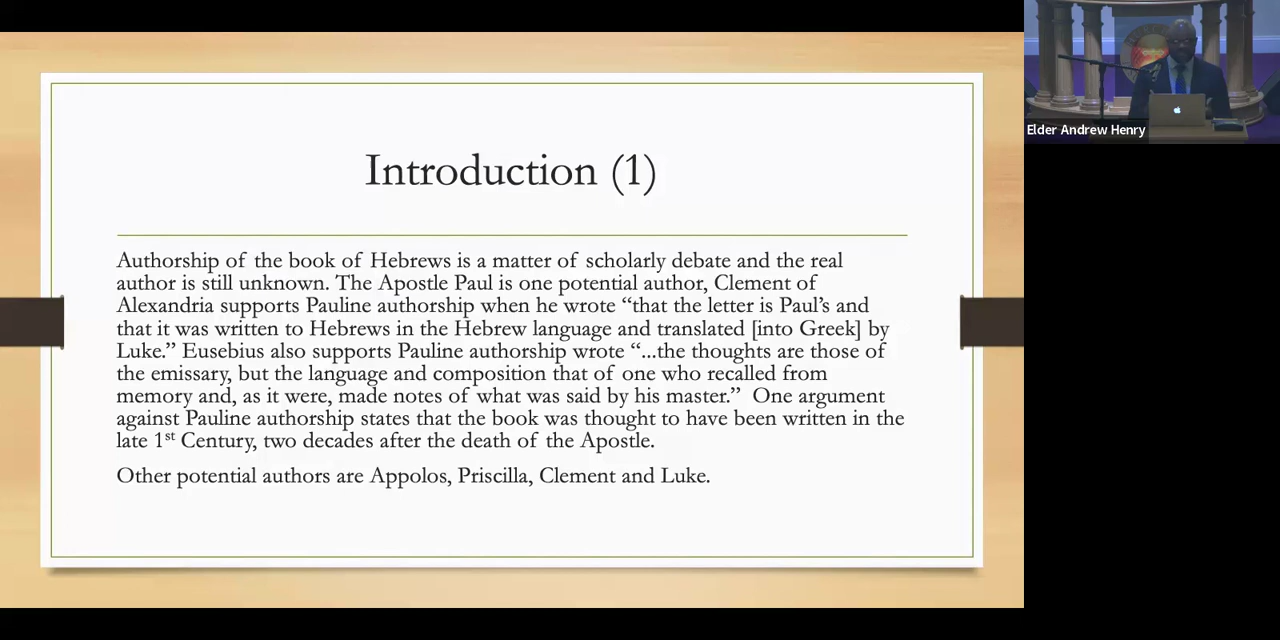 Introduction (1)
Authorship of the book of Hebrews is a matter of scholarly debate and the real
author is still unknown. The Apostle Paul is one potential author, Clement of
Alexandria supports Pauline authorship when he wrote “that the letter is Paul’s and
that it was written to Hebrews in the Hebrew language and translated [into Greek] by
Luke.” Eusebius also supports Pauline authorship wrote “...the thoughts are those of
the emissary, but the language and composition that of one who recalled from
memory and, as it were, made notes of what was said by his master.” One argument
against Pauline authorship states that the book was thought to have been written in the
late 1st Century, two decades after the death of the Apostle.
Other potential authors are Appolos, Priscilla, Clement and Luke.
Elder Andrew Henry